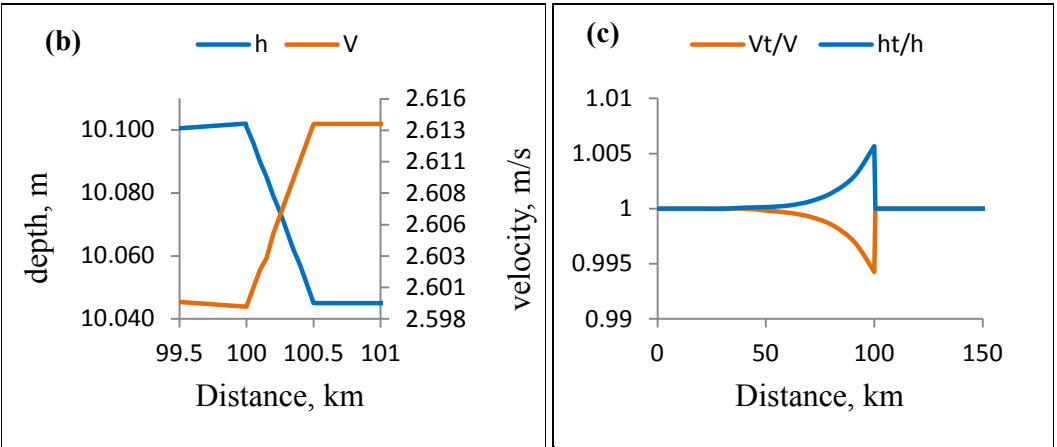 (b)
h V
depth, m
10.100
10.080
10.060
10.040
2.616
2.613
2.611
2.608
2.606
2.603
2.601
2.598
velocity, m/s
99.5 100 100.5 101
Distance, km
(c)
Vt/V ht/h
1.01
1.005
1
0.995
0.99
0 50 100 150
Distance, km